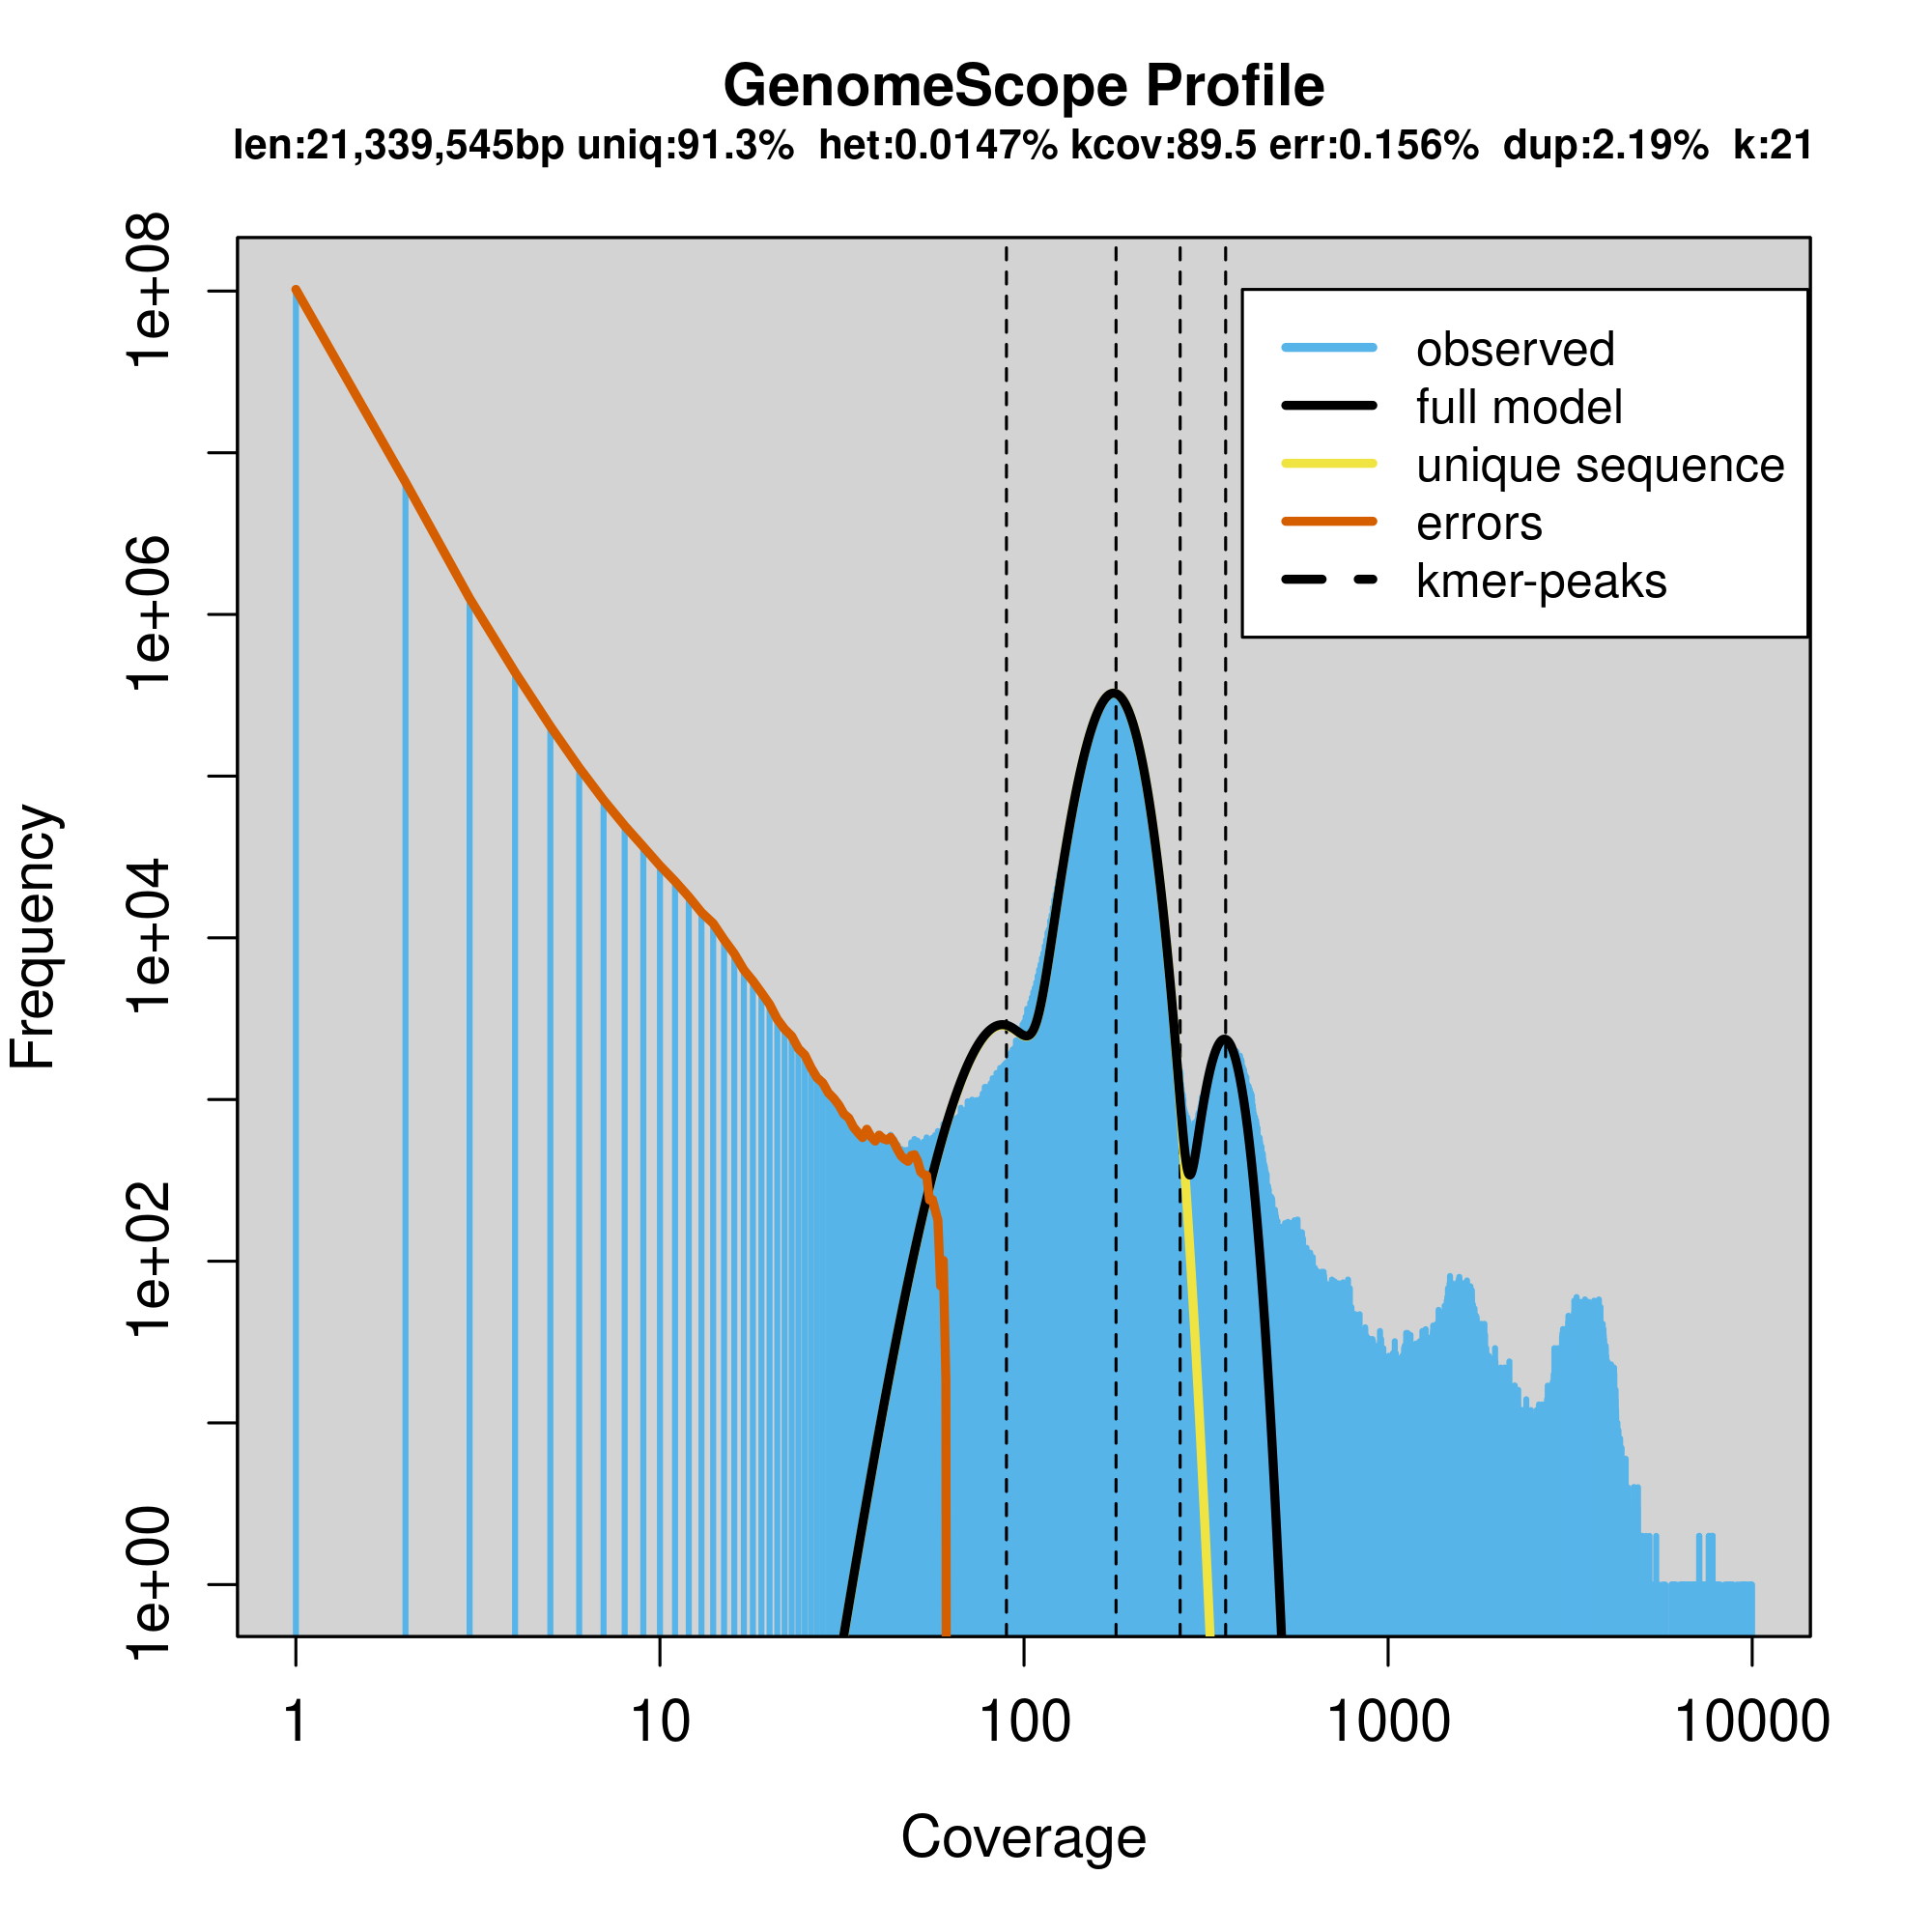 GenomeScope Profile
len:21,339,545bp uniq:91.3% het:0.0147% kcov:89.5 err:0.156% dup:2.19% k:21
1e+08
1e+06
1e+04
1e+02
1e+00
Frequency
observed
full model
unique sequence
errors
kmer-peaks
1 10 100 1000 10000
Coverage